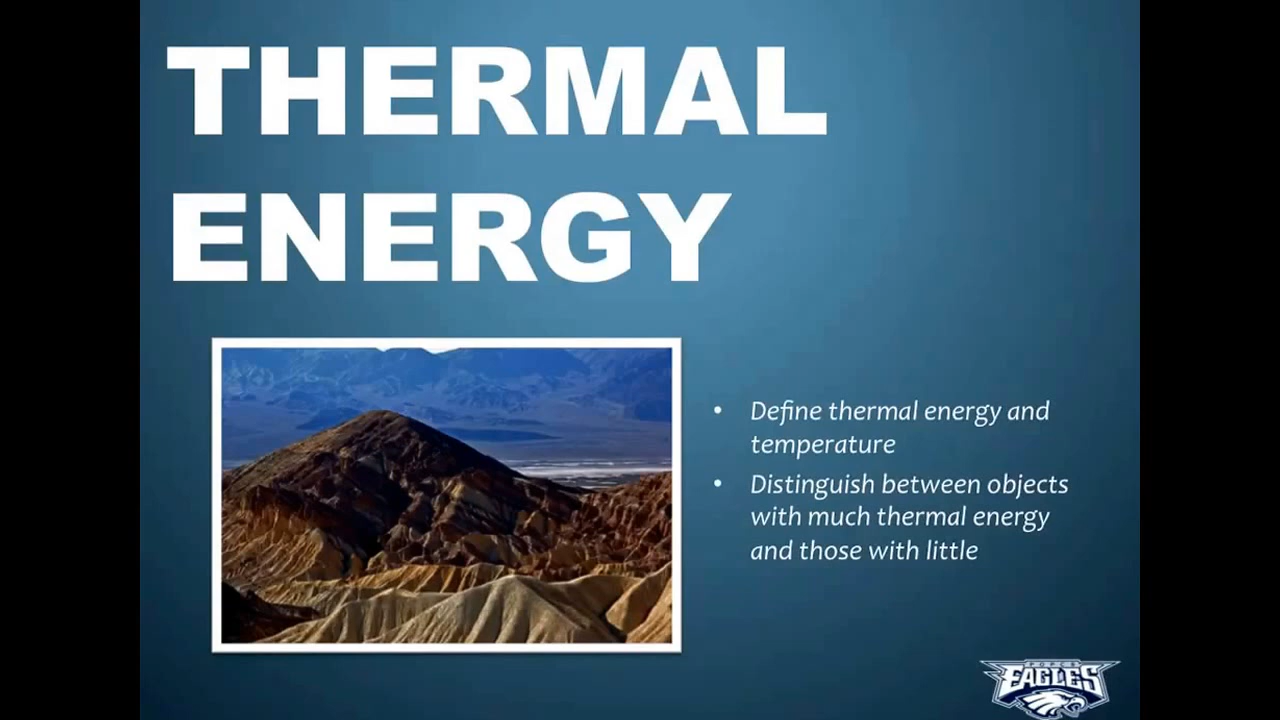 THERMAL
ENERGY
• Define thermal energy and
temperature
• Distinguish between objects
with much thermal energy
and those with little
EAGLES